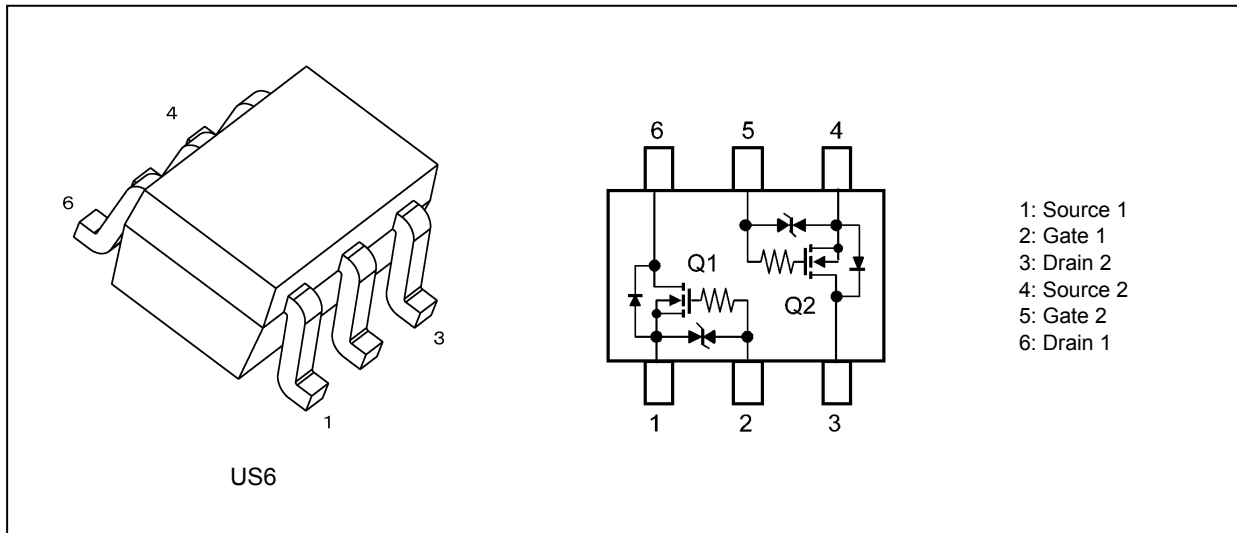 4
6
3
1
US6
6 5 4
Q1
Q2
1 2 3
1: Source 1
2: Gate 1
3: Drain 2
4: Source 2
5: Gate 2
6: Drain 1